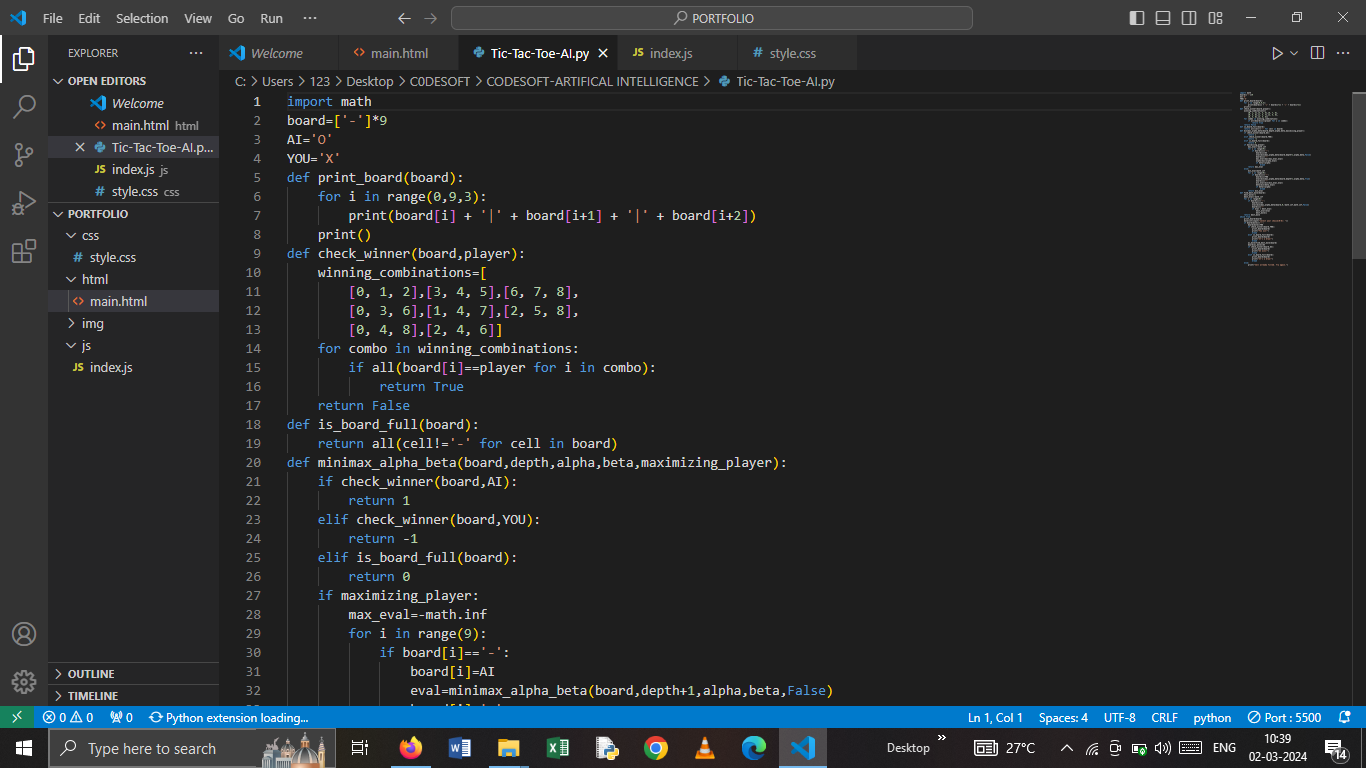 File Edit Selection View Go Run ···
PORTFOLIO
EXPLORER ···
Welcome
main.html
Tic-Tac-Toe-AI.py
JS index.js
# style.css
OPEN EDITORS
Welcome
main.html html
Tic-Tac-Toe-AI.p...
JS index.js js
# style.css css
PORTFOLIO
css
# style.css
html
main.html
img
js
JS index.js
OUTLINE
TIMELINE
C: > Users > 123 > Desktop > C0DESOFT > CODESOFT-ARTIFICAL INTELLIGENCE > Tic-Tac-Toe-AI.py
1 import math
2 board=['-']*9
3 AI='O'
4 YOU='X'
5 def print_board(board):
6 for i in range(0,9,3):
7 print(board[i] + '|' + board[i+1] + '|' + board[i+2])
8 print()
9 def check_winner(board,player):
10 winning_combinations=[
11 [0, 1, 2],[3, 4, 5],[6, 7, 8],
12 [0, 3, 6],[1, 4, 7],[2, 5, 8],
13 [0, 4, 8],[2, 4, 6]]
14 for combo in winning_combinations:
15 if all(board[i]==player for i in combo):
16 return True
17 return False
18 def is_board_full(board):
19 return all(cell!='-' for cell in board)
20 def minimax_alpha_beta(board,depth,alpha,beta,maximizing_player):
21 if check_winner(board,AI):
22 return 1
23 elif check_winner(board,YOU):
24 return -1
25 elif is_board_full(board):
26 return 0
27 if maximizing_player:
28 max_eval=-math.inf
29 for i in range(9):
30 if board[i]=='-':
31 board[i]=AI
32 eval=minimax_alpha_beta(board,depth+1,alpha,beta,False)
0 0 0 Python extension loading...
Ln 1, Col 1 Spaces: 4 UTF-8 CRLF python Port : 5500
Type here to search
Desktop
27°C
ENG
10:39
02-03-2024
14